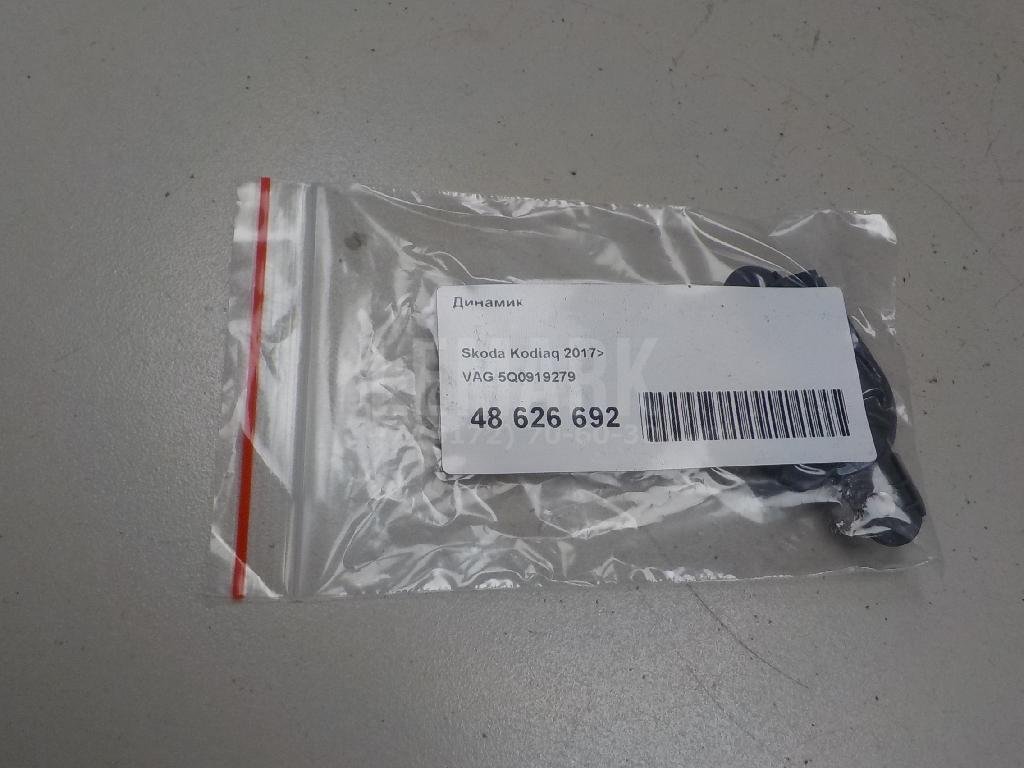 Динамик
Skoda Kodiaq 2017>
VAG 5Q0919279
48 626 692